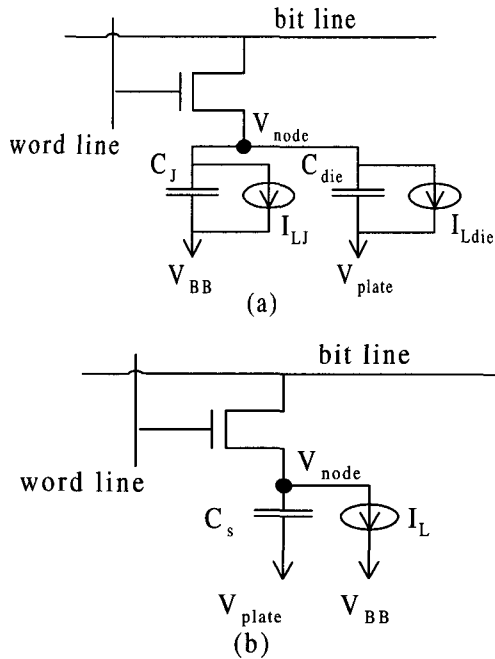 bit line
word line
V_node
C_J
C_die
I_LJ
I_Ldie
V_BB
V_plate
(a)
bit line
word line
V_node
C_s
I_L
V_plate
V_BB
(b)